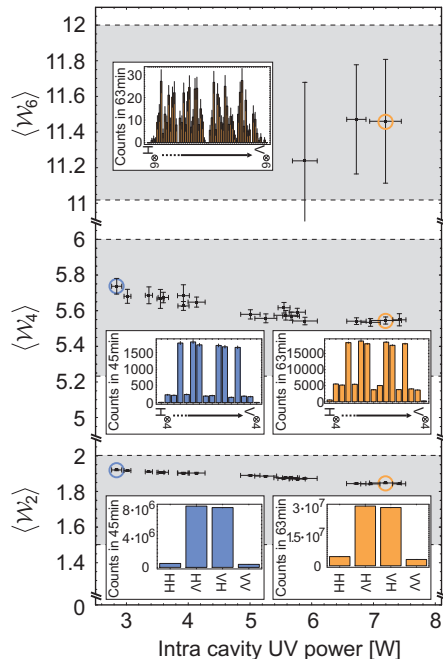 ⟨W₆⟩
12
11.8
11.6
11.4
11.2
11
Counts in 63min
30
20
10
0
H⊗6
V⊗6
⟨W₄⟩
6
5.8
5.6
5.4
5.2
5
Counts in 45min
1500
1000
500
0
H⊗4
V⊗4
Counts in 63min
15000
10000
5000
0
H⊗4
V⊗4
⟨W₂⟩
2
1.8
1.6
1.4
0
Counts in 45min
8·10⁶
4·10⁶
0
HH
HV
VH
VV
Counts in 63min
3·10⁷
1.5·10⁷
0
HH
HV
VH
VV
3 4 5 6 7 8
Intra cavity UV power [W]